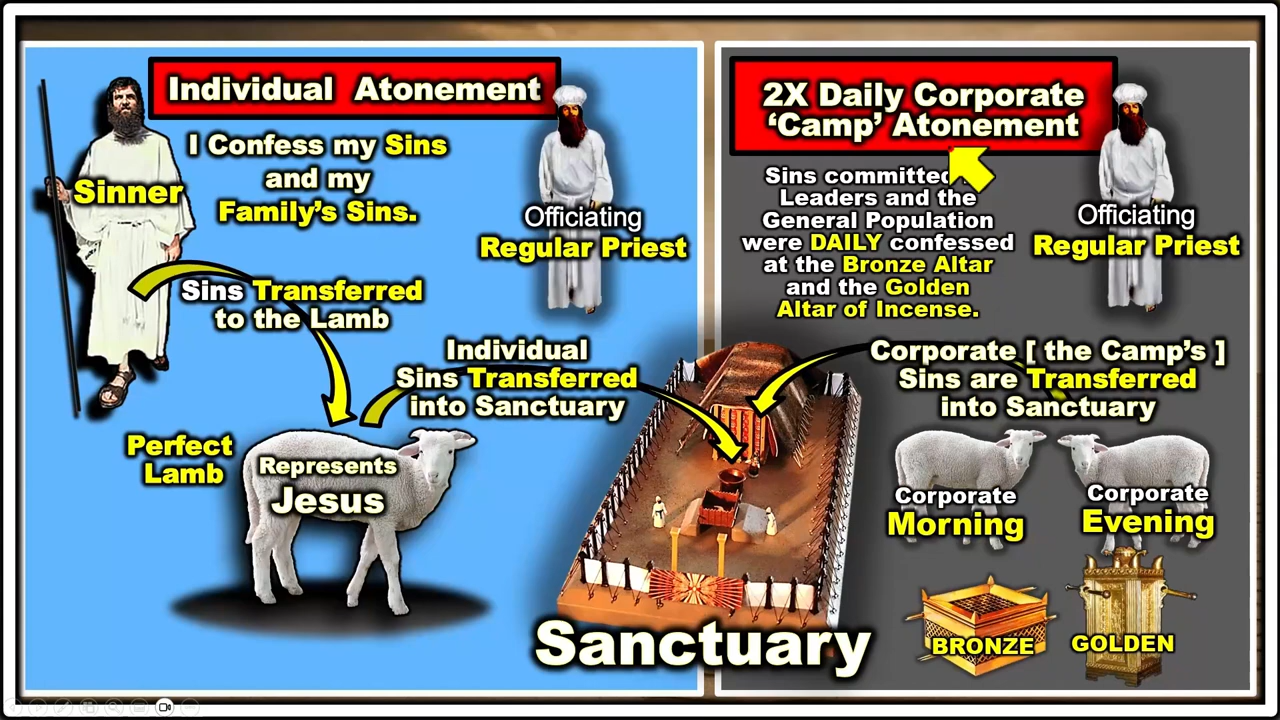 Individual Atonement
I Confess my Sins
and my
Family's Sins.
Sinner
Officiating
Regular Priest
Sins Transferred
to the Lamb
Individual
Sins Transferred
into Sanctuary
Perfect
Lamb
Represents
Jesus
Sanctuary
2X Daily Corporate
‘Camp’ Atonement
Sins committed
Leaders and the
General Population
were DAILY confessed
at the Bronze Altar
and the Golden
Altar of Incense.
Officiating
Regular Priest
Corporate [ the Camp's ]
Sins are Transferred
into Sanctuary
Corporate
Morning
Corporate
Evening
BRONZE
GOLDEN